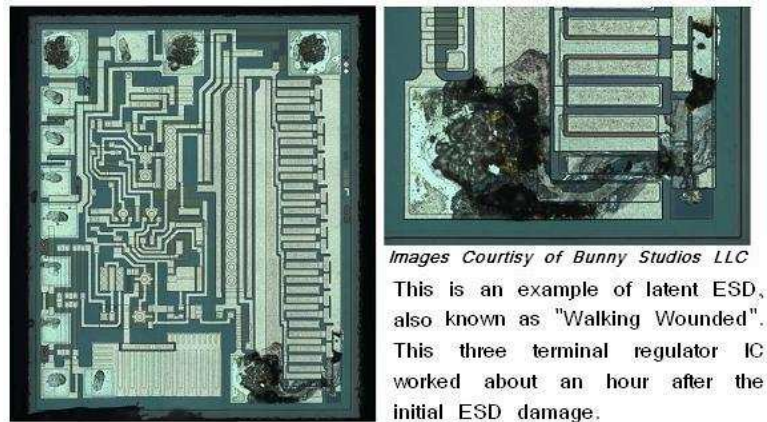 Images Courtisy of Bunny Studios LLC
This is an example of latent ESD,
also known as "Walking Wounded".
This three terminal regulator IC
worked about an hour after the
initial ESD damage.